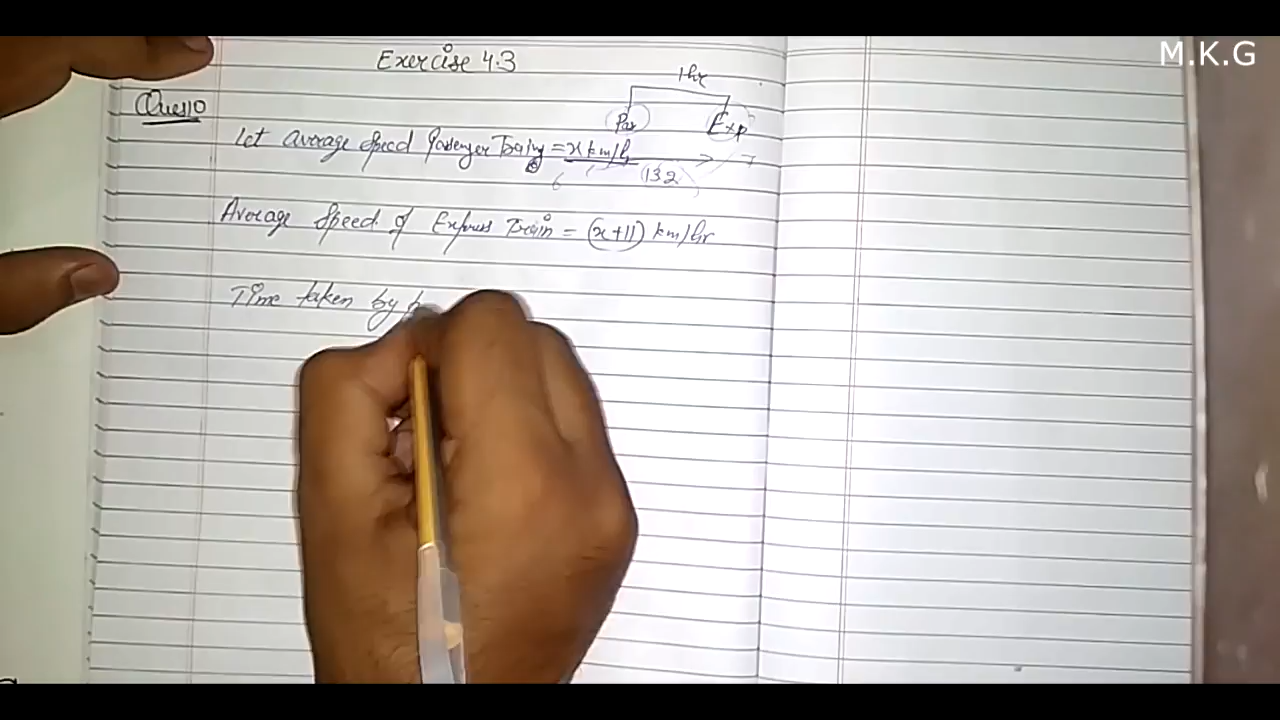 M.K.G
Exercise 4.3
1hr
Ques10
Pas Exp
Let Average Speed Passenger Train = x km/h
132
Average Speed of Express Train = (x+11) km/hr
Time taken by